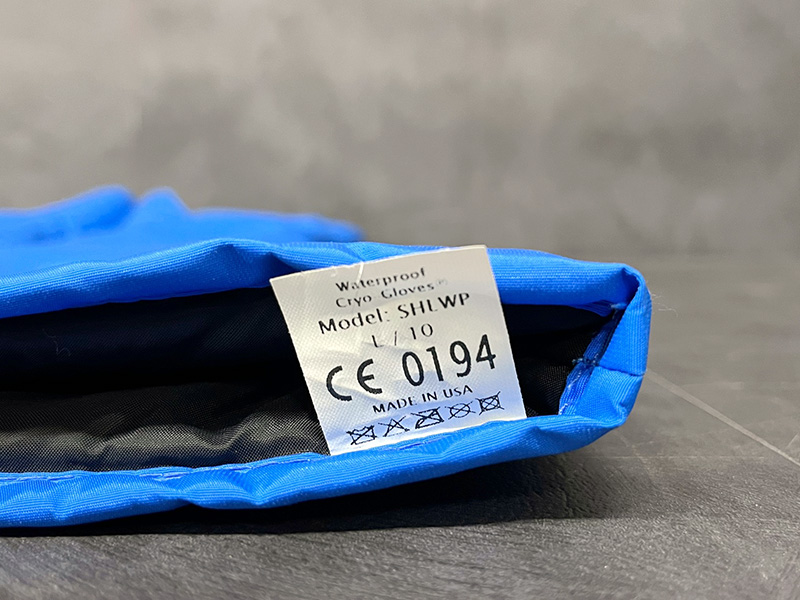 Waterproof
Cryo Gloves®
Model: SHLWP
L / 10
CE 0194
MADE IN USA